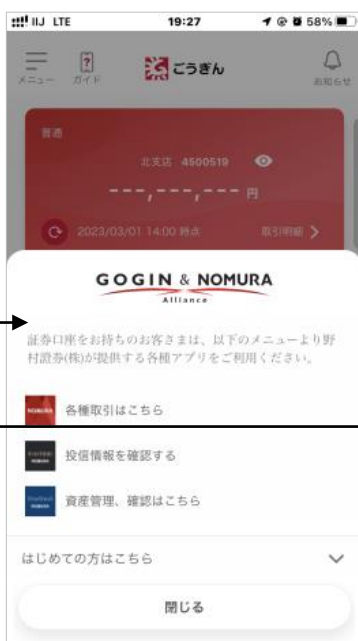 IIJ LTE 19:27 58%
メニュー ガイド ごうぎん お知らせ
普通
北支店 4500519
---,---,--- 円
2023/03/01 14:00 時点 取引明細
GOGIN & NOMURA
Alliance
証券口座をお持ちのお客さまは、以下のメニューより野
村證券(株)が提供する各種アプリをご利用ください。
NOMURA 各種取引はこちら
NOMURA 投信情報を確認する
NOMURA 資産管理、確認はこちら
はじめての方はこちら
閉じる